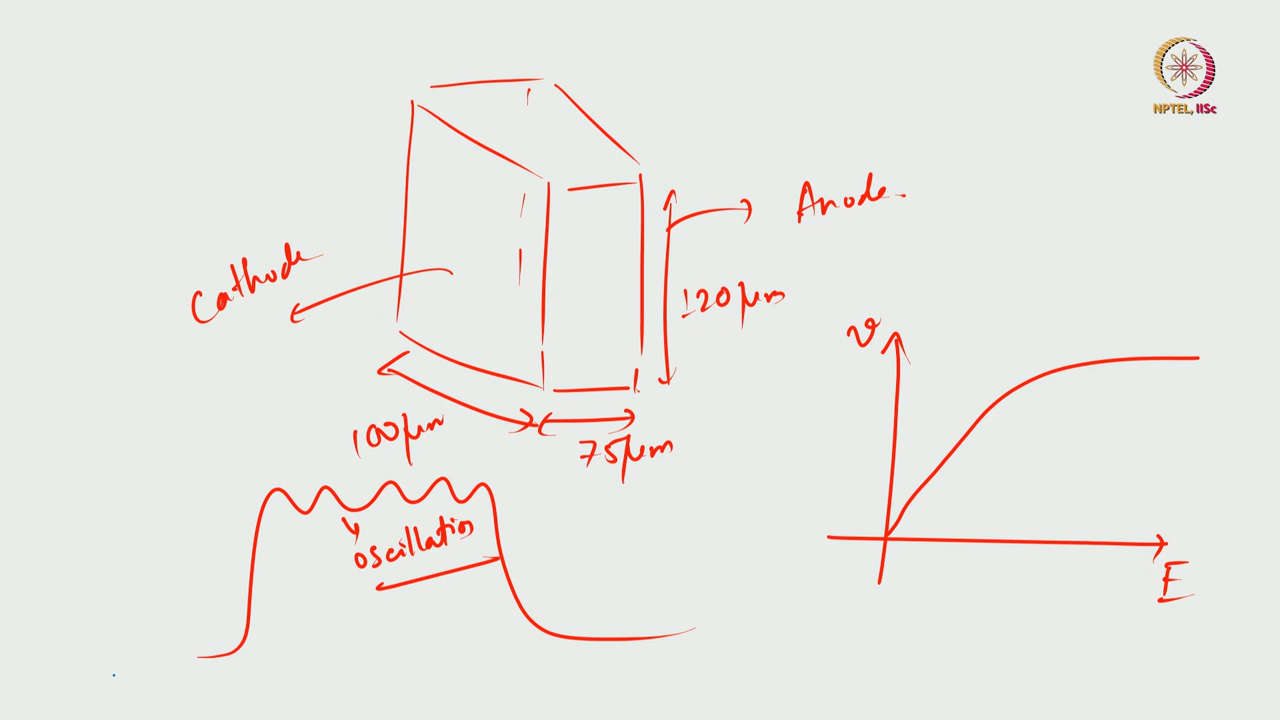 NPTEL, IISc
Anode
Cathode
120 μm
v
100 μm
75 μm
oscillation
E